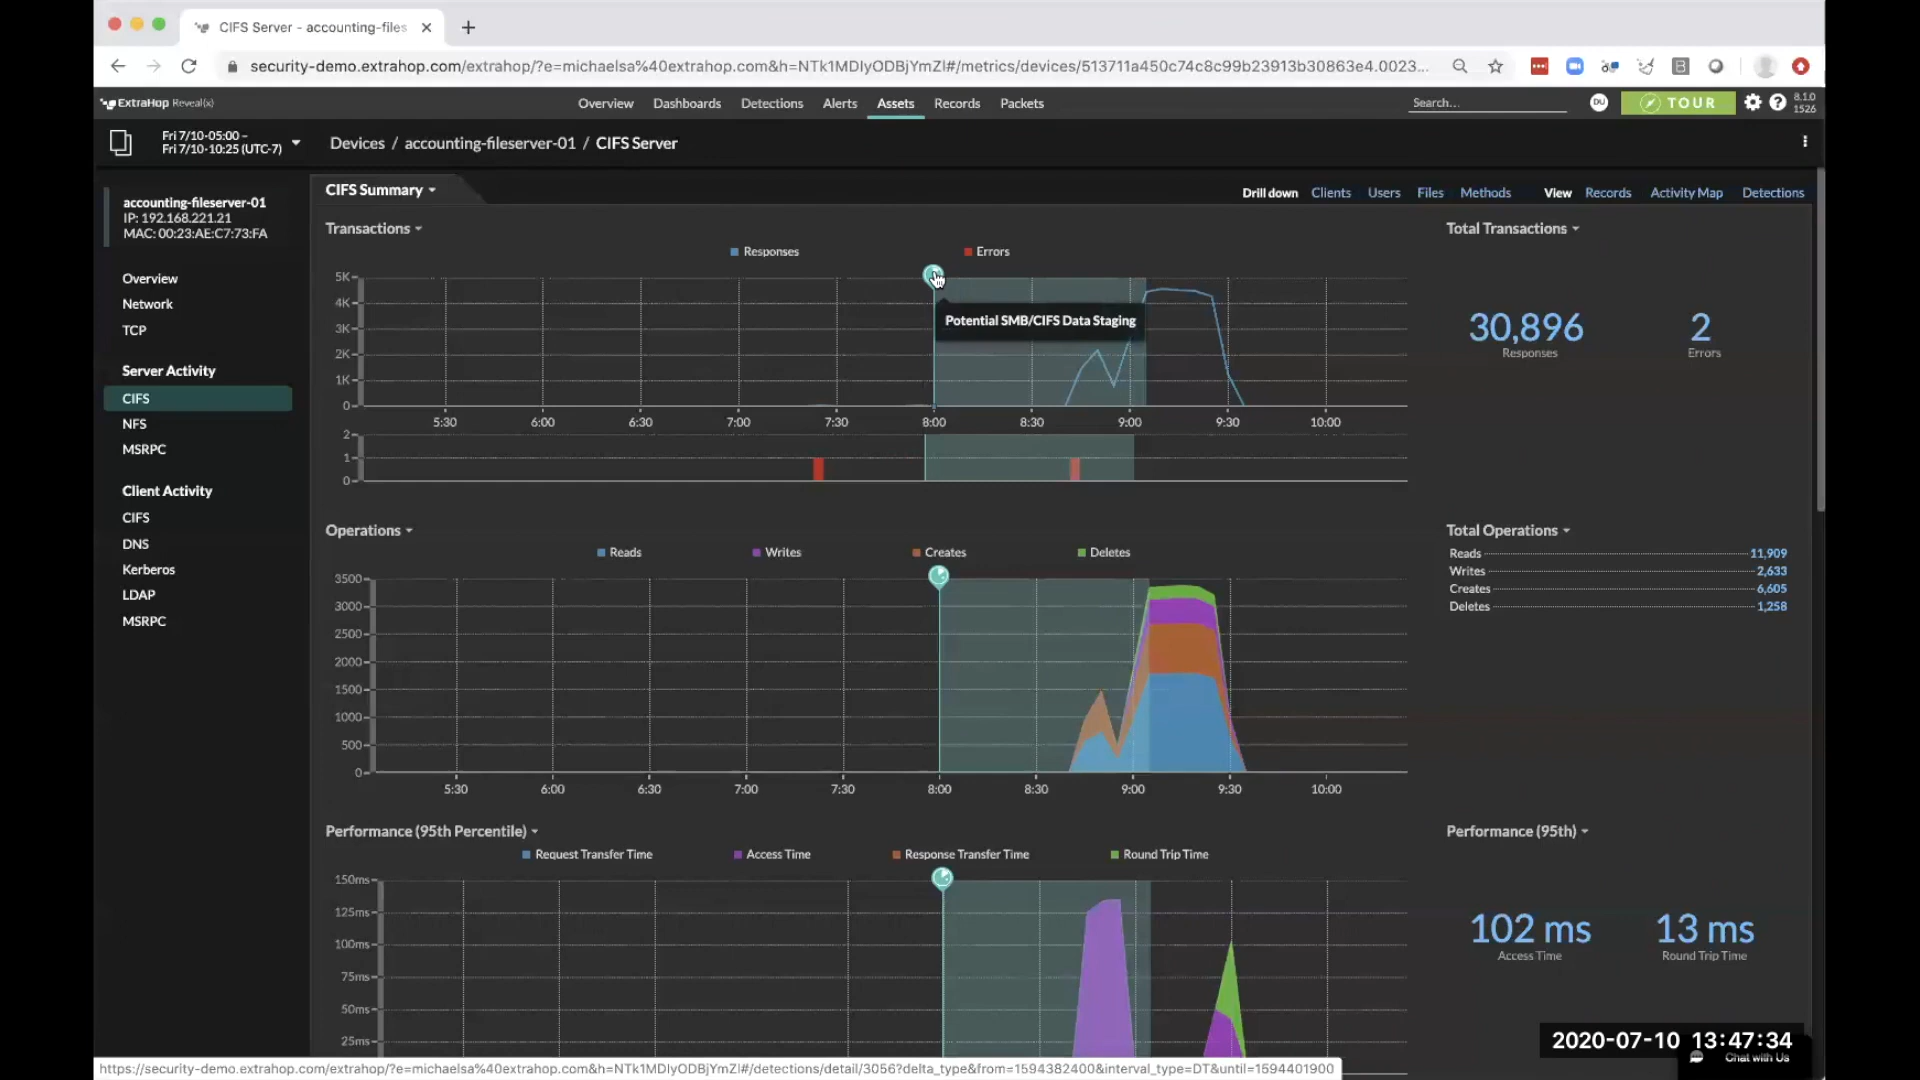 CIFS Server - accounting-files
security-demo.extrahop.com/extrahop/?e=michaelsa%40extrahop.com&h=NTk1MDIyODBjYmZl#/metrics/devices/513711a450c74c8c99b23913b30863e4.0023...
ExtraHop Reveal(x)
Overview Dashboards Detections Alerts Assets Records Packets
Search... DU TOUR ? 8.1.0
1526
Fri 7/10-05:00 –
Fri 7/10-10:25 (UTC-7)
Devices / accounting-fileserver-01 / CIFS Server
accounting-fileserver-01
IP: 192.168.221.21
MAC: 00:23:AE:C7:73:FA
Overview
Network
TCP
Server Activity
CIFS
NFS
MSRPC
Client Activity
CIFS
DNS
Kerberos
LDAP
MSRPC
CIFS Summary
Drill down Clients Users Files Methods View Records Activity Map Detections
Transactions
Responses Errors
5K
4K
3K
2K
1K
0
Potential SMB/CIFS Data Staging
5:30 6:00 6:30 7:00 7:30 8:00 8:30 9:00 9:30 10:00
2
1
0
Total Transactions
30,896 2
Responses Errors
Operations
Reads Writes Creates Deletes
3500
3000
2500
2000
1500
1000
500
0
5:30 6:00 6:30 7:00 7:30 8:00 8:30 9:00 9:30 10:00
Total Operations
Reads 11,909
Writes 2,633
Creates 6,605
Deletes 1,258
Performance (95th Percentile)
Request Transfer Time Access Time Response Transfer Time Round Trip Time
150ms
125ms
100ms
75ms
50ms
25ms
Performance (95th)
102 ms 13 ms
Access Time Round Trip Time
2020-07-10 13:47:34
Chat with Us
https://security-demo.extrahop.com/extrahop/?e=michaelsa%40extrahop.com&h=NTk1MDIyODBjYmZl#/detections/detail/3056?delta_type&from=1594382400&interval_type=DT&until=1594401900